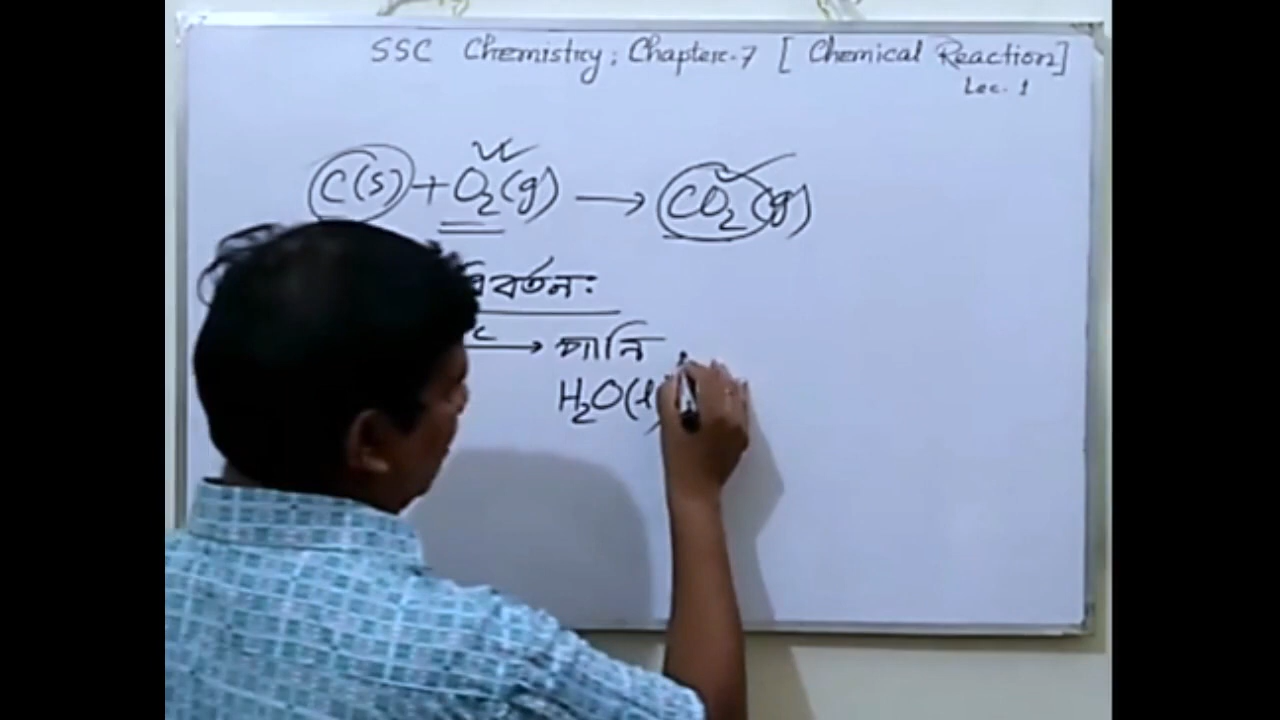 SSC Chemistry; Chapter-7 [Chemical Reaction]
Lec. 1
C(s) + O₂(g) ⟶ CO₂(g)
বর্তন:
⟶ পানি
H₂O(l)